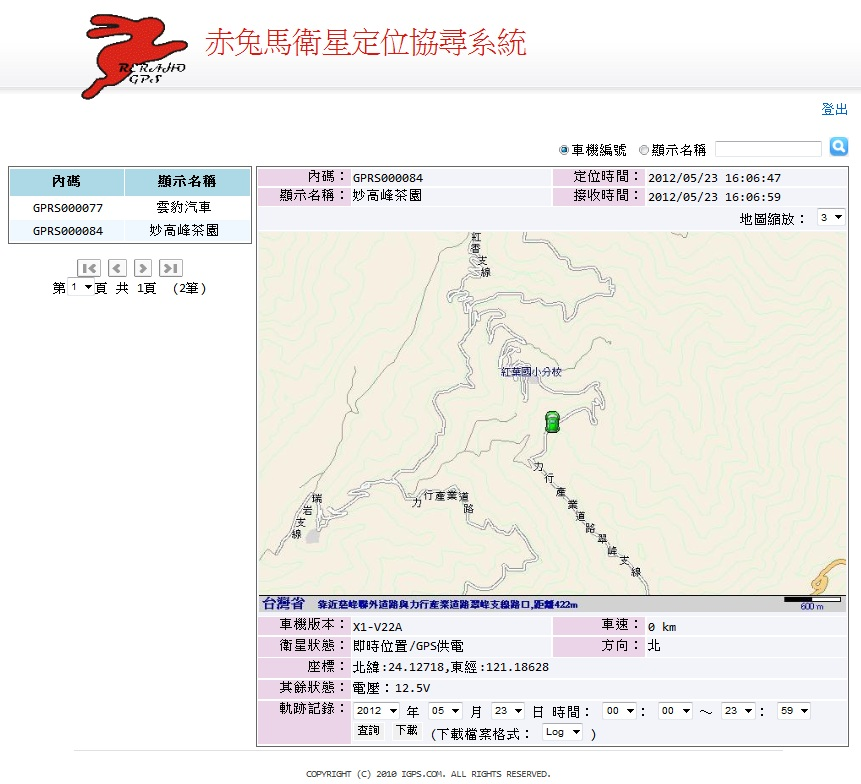 赤兔馬衛星定位協尋系統
RERADIO
GPS
登出
車機編號 顯示名稱
內碼 顯示名稱
GPRS000077 雲豹汽車
GPRS000084 妙高峰茶園
第 1 頁 共 1頁 (2筆)
內碼： GPRS000084 定位時間： 2012/05/23 16:06:47
顯示名稱： 妙高峰茶園 接收時間： 2012/05/23 16:06:59
地圖縮放： 3
紅香支線
紅葉國小分校
力行產業道路翠峰支線
力行產業道路
瑞岩支線
台灣省 靠近慈峰聯外道路與力行產業道路翠峰支線路口,距離422m
600 m
車機版本： X1-V22A 車速： 0 km
衛星狀態： 即時位置/GPS供電 方向： 北
座標： 北緯:24.12718,東經:121.18628
其餘狀態： 電壓：12.5V
軌跡記錄： 2012 年 05 月 23 日 時間： 00 ： 00 ～ 23 ： 59
查詢 下載 (下載檔案格式： Log )
COPYRIGHT (C) 2010 IGPS.COM. ALL RIGHTS RESERVED.